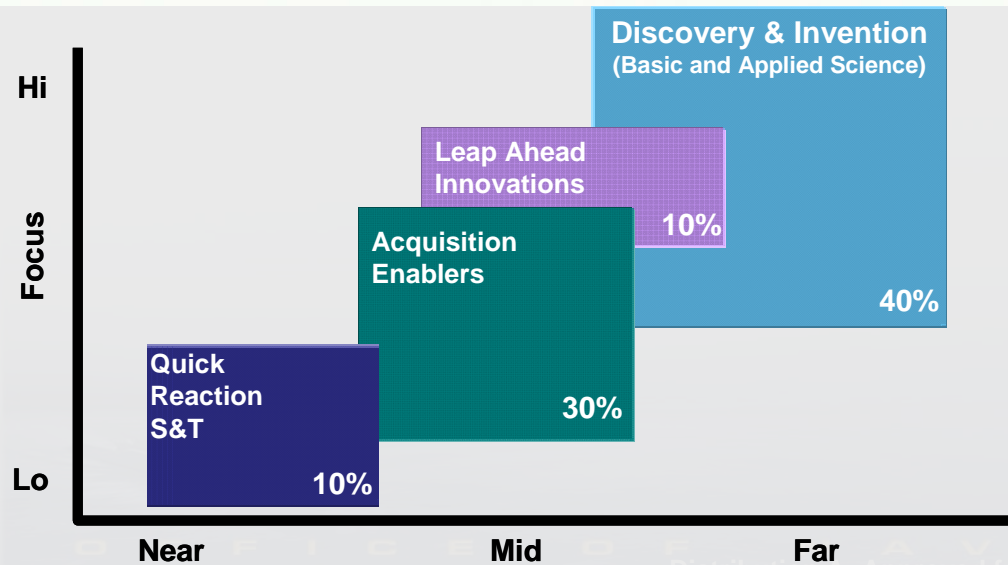 Discovery & Invention
(Basic and Applied Science)
Hi
Leap Ahead
Innovations
10%
Focus
Acquisition
Enablers
40%
Quick
Reaction
S&T
30%
10%
Lo
Near
Mid
Far